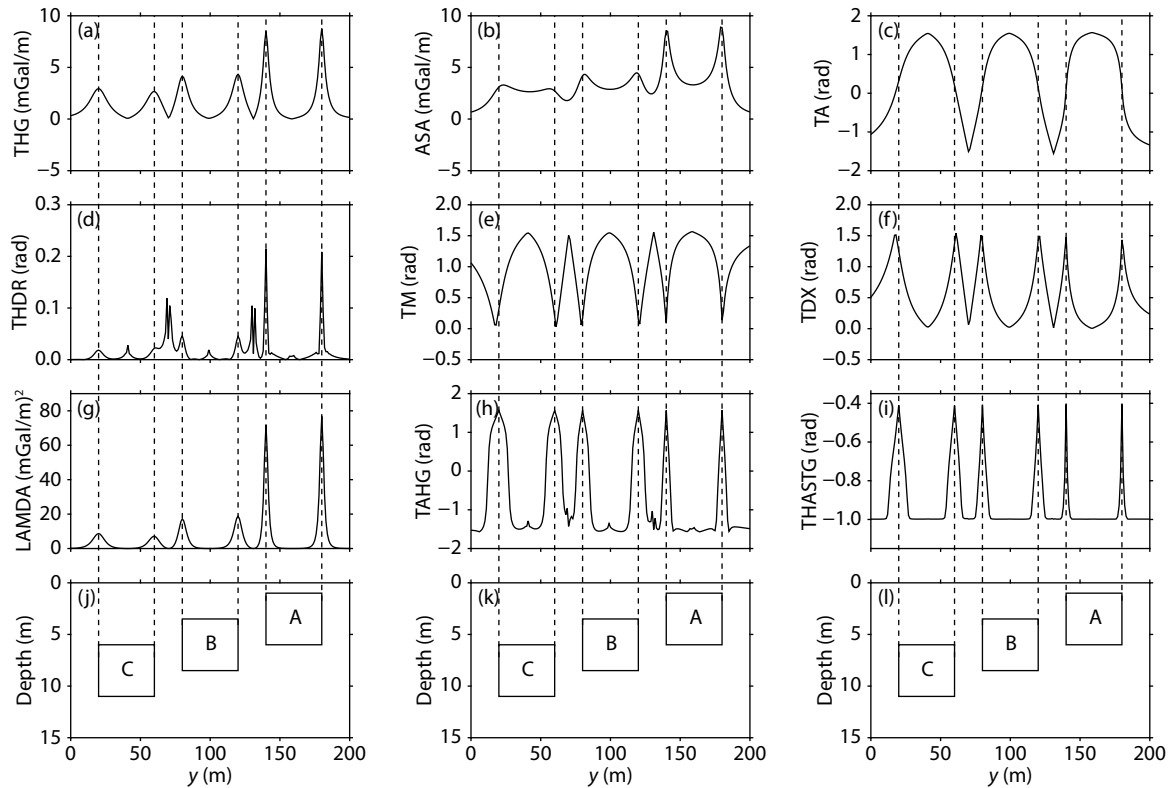 (a)
THG (mGal/m)
10
5
0
−5
(b)
ASA (mGal/m)
10
5
0
−5
(c)
TA (rad)
2
1
0
−1
−2
(d)
THDR (rad)
0.3
0.2
0.1
0.0
(e)
TM (rad)
2.0
1.5
1.0
0.5
0.0
−0.5
(f)
TDX (rad)
2.0
1.5
1.0
0.5
0.0
−0.5
(g)
LAMDA (mGal/m)²
80
60
40
20
0
(h)
TAHG (rad)
2
1
0
−1
−2
(i)
THASTG (rad)
−0.4
−0.6
−0.8
−1.0
(j)
Depth (m)
0
5
10
15
A
B
C
0 50 100 150 200
y (m)
(k)
Depth (m)
0
5
10
15
A
B
C
0 50 100 150 200
y (m)
(l)
Depth (m)
0
5
10
15
A
B
C
0 50 100 150 200
y (m)